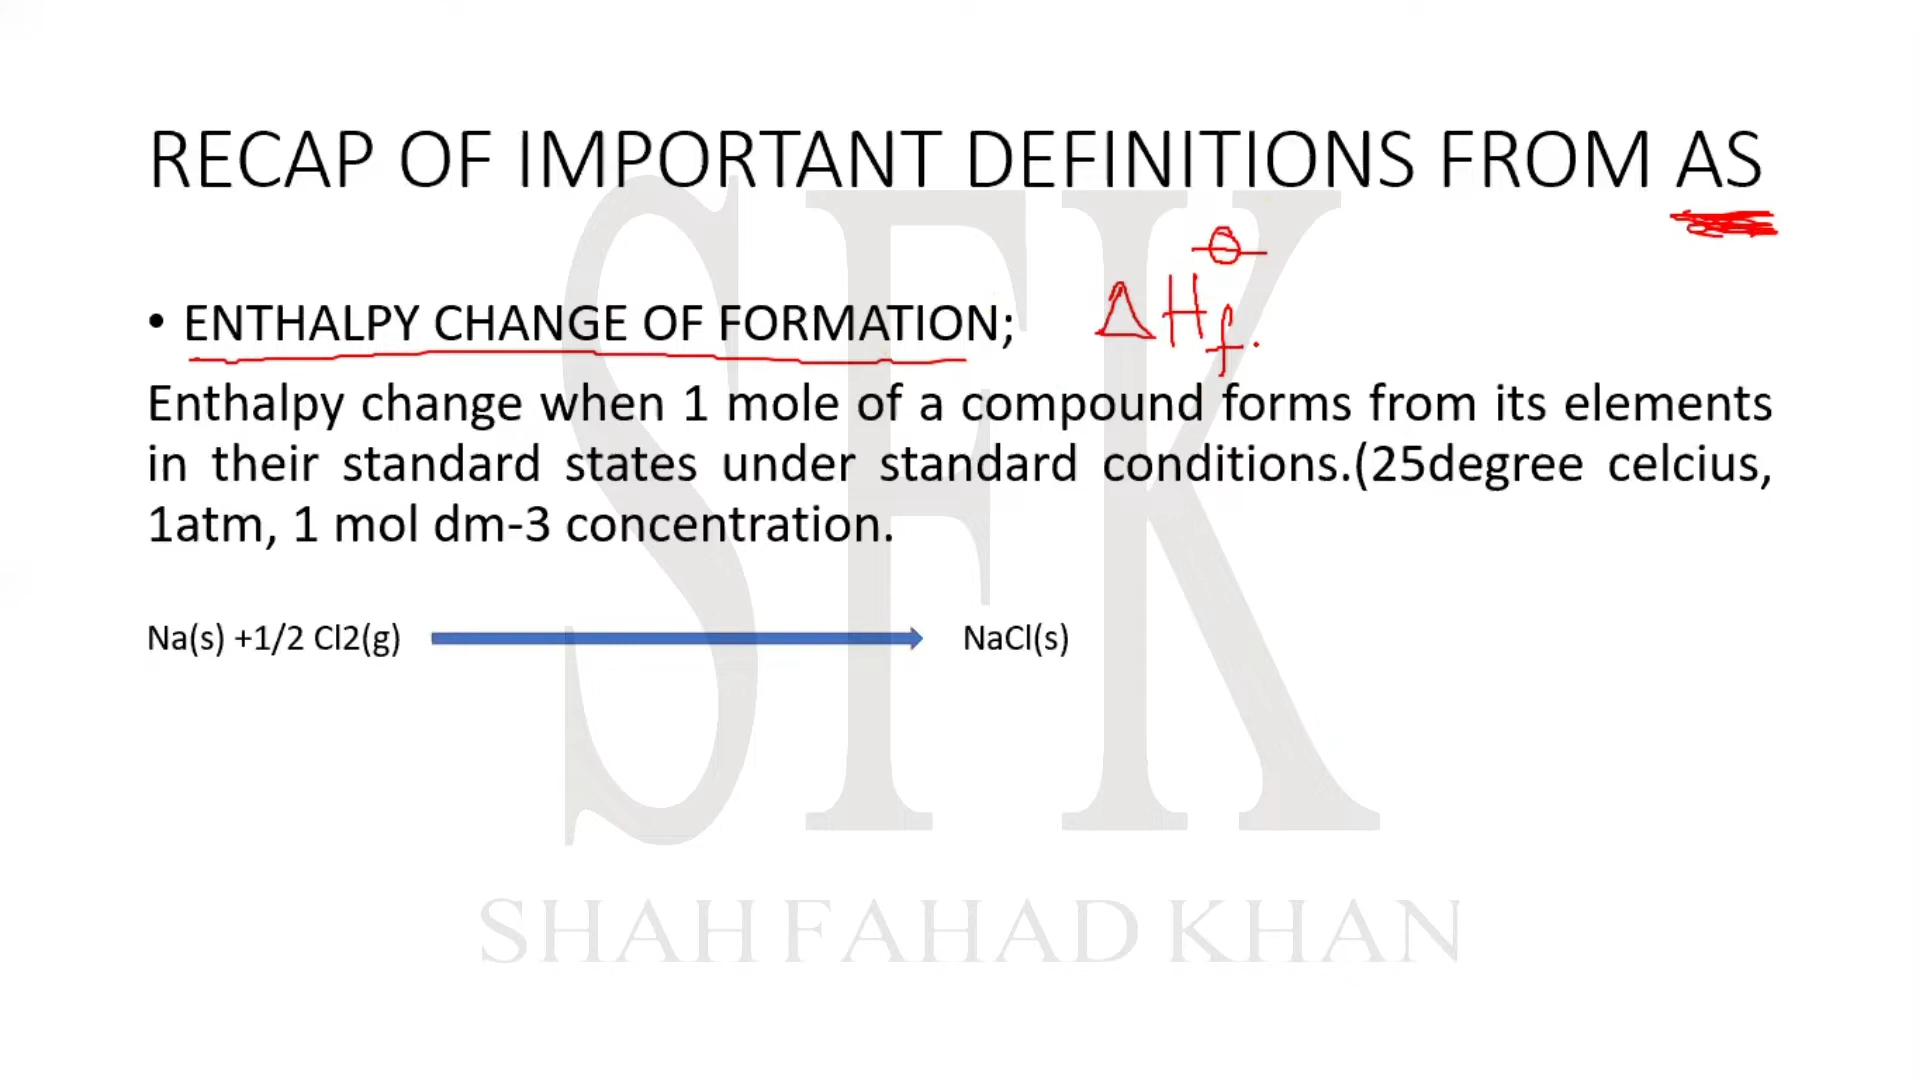 RECAP OF IMPORTANT DEFINITIONS FROM AS
• ENTHALPY CHANGE OF FORMATION; ΔHf⦵.
Enthalpy change when 1 mole of a compound forms from its elements
in their standard states under standard conditions.(25degree celcius,
1atm, 1 mol dm-3 concentration.
Na(s) +1/2 Cl2(g) NaCl(s)
SFK
SHAH FAHAD KHAN